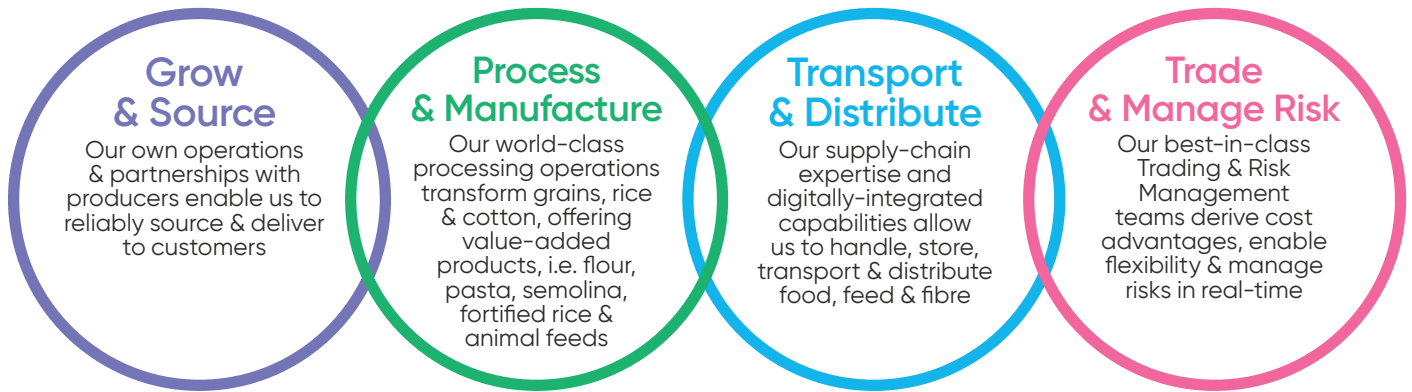 Grow
& Source
Our own operations
& partnerships with
producers enable us to
reliably source & deliver
to customers
Process
& Manufacture
Our world-class
processing operations
transform grains, rice
& cotton, offering
value-added
products, i.e. flour,
pasta, semolina,
fortified rice &
animal feeds
Transport
& Distribute
Our supply-chain
expertise and
digitally-integrated
capabilities allow
us to handle, store,
transport & distribute
food, feed & fibre
Trade
& Manage Risk
Our best-in-class
Trading & Risk
Management
teams derive cost
advantages, enable
flexibility & manage
risks in real-time